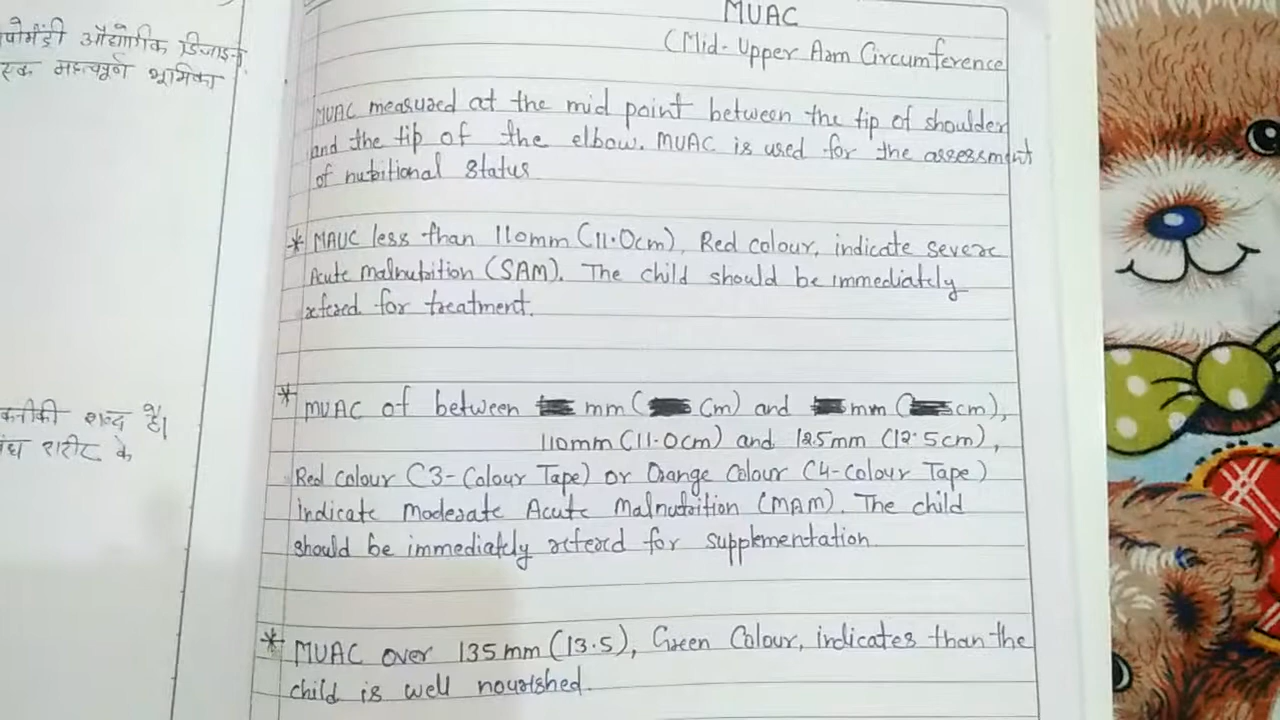 औद्योगिक डिजाइन
एक महत्वपूर्ण भूमिका
शब्द है।
शरीर के
MUAC
(Mid-Upper Arm Circumference
MUAC measured at the mid point between the tip of shoulder
and the tip of the elbow. MUAC is used for the assessment
of nutritional status
* MAUC less than 110mm (11.0cm), Red colour, indicate severe
Acute malnutrition (SAM). The child should be immediately
refered for treatment.
* MUAC of between mm ( cm) and mm ( cm),
110mm (11.0cm) and 125mm (12.5cm),
Red colour (3-Colour Tape) or Orange Colour (4-Colour Tape)
indicate Moderate Acute Malnutrition (MAM). The child
should be immediately refered for supplementation
* MUAC over 135mm (13.5), Green Colour, indicates than the
child is well nourished.